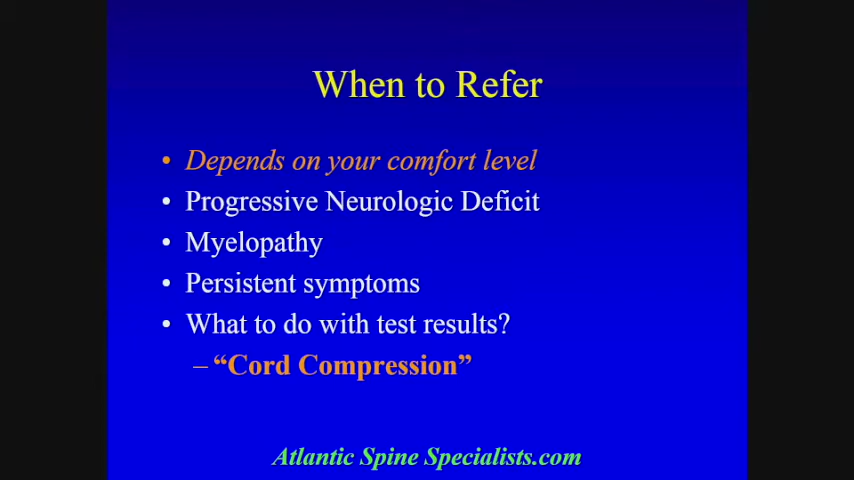 When to Refer
• Depends on your comfort level
• Progressive Neurologic Deficit
• Myelopathy
• Persistent symptoms
• What to do with test results?
– “Cord Compression”
Atlantic Spine Specialists.com